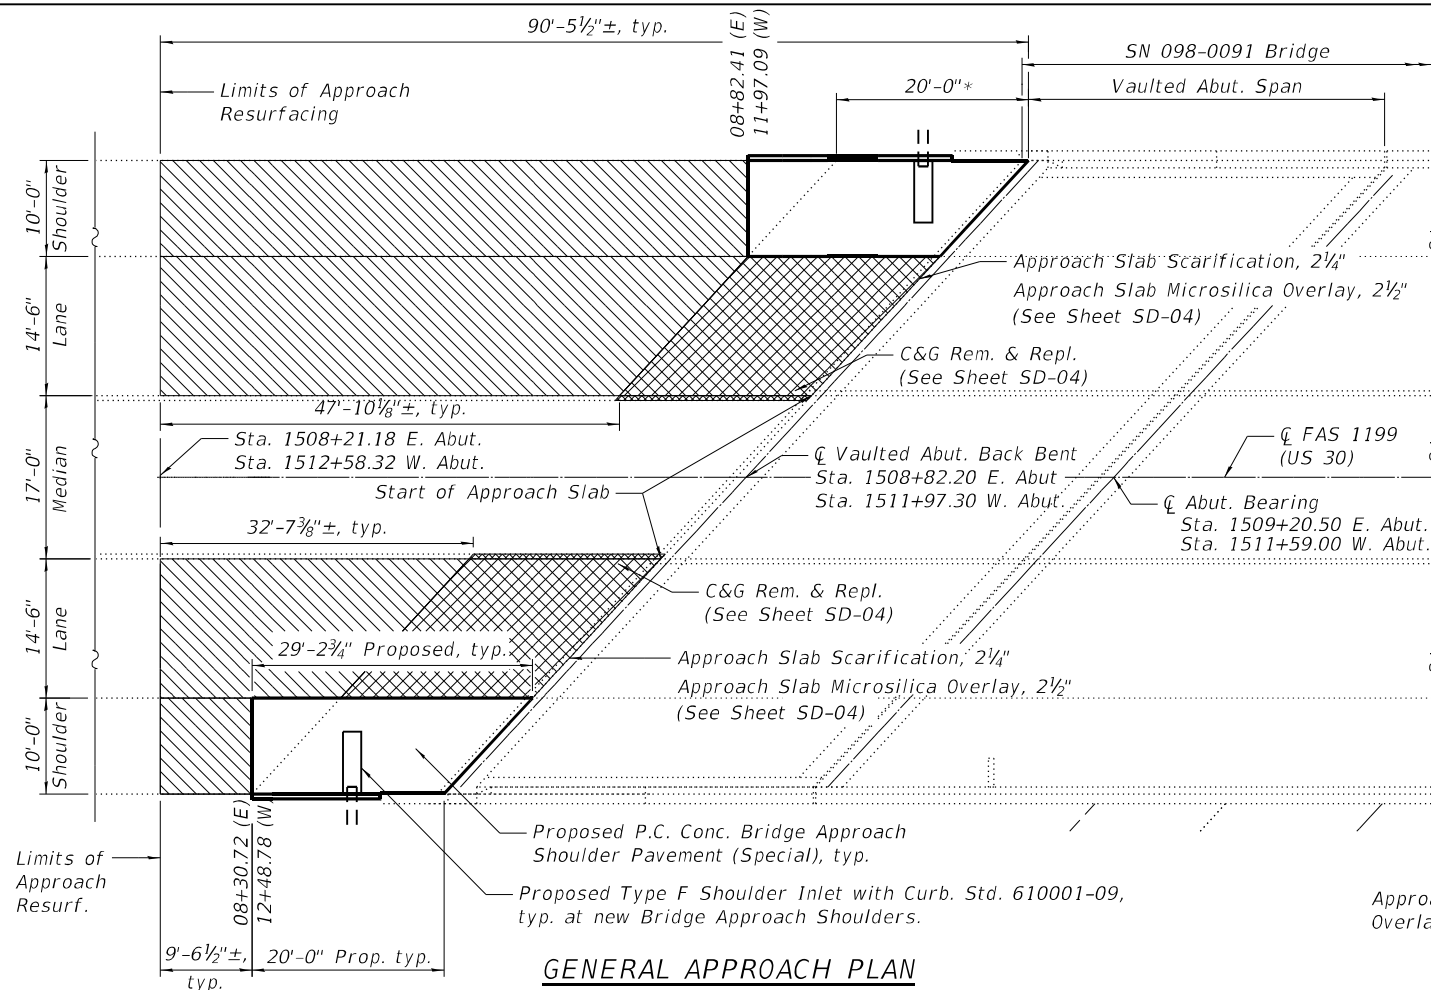 90'-5½"±, typ.
08+82.41 (E)
11+97.09 (W)
SN 098-0091 Bridge
Limits of Approach
Resurfacing
20'-0"*
Vaulted Abut. Span
10'-0"
Shoulder
14'-6"
Lane
17'-0"
Median
14'-6"
Lane
10'-0"
Shoulder
Approach Slab Scarification, 2¼"
Approach Slab Microsilica Overlay, 2½"
(See Sheet SD-04)
C&G Rem. & Repl.
(See Sheet SD-04)
47'-10⅛"±, typ.
Sta. 1508+21.18 E. Abut.
Sta. 1512+58.32 W. Abut.
Start of Approach Slab
℄ Vaulted Abut. Back Bent
Sta. 1508+82.20 E. Abut
Sta. 1511+97.30 W. Abut.
℄ FAS 1199
(US 30)
℄ Abut. Bearing
Sta. 1509+20.50 E. Abut.
Sta. 1511+59.00 W. Abut.
32'-7⅜"±, typ.
C&G Rem. & Repl.
(See Sheet SD-04)
29'-2¾" Proposed, typ.
Approach Slab Scarification, 2¼"
Approach Slab Microsilica Overlay, 2½"
(See Sheet SD-04)
Proposed P.C. Conc. Bridge Approach
Shoulder Pavement (Special), typ.
Limits of
Approach
Resurf.
08+30.72 (E)
12+48.78 (W)
Proposed Type F Shoulder Inlet with Curb. Std. 610001-09,
typ. at new Bridge Approach Shoulders.
9'-6½"±,
typ.
20'-0" Prop. typ.
GENERAL APPROACH PLAN